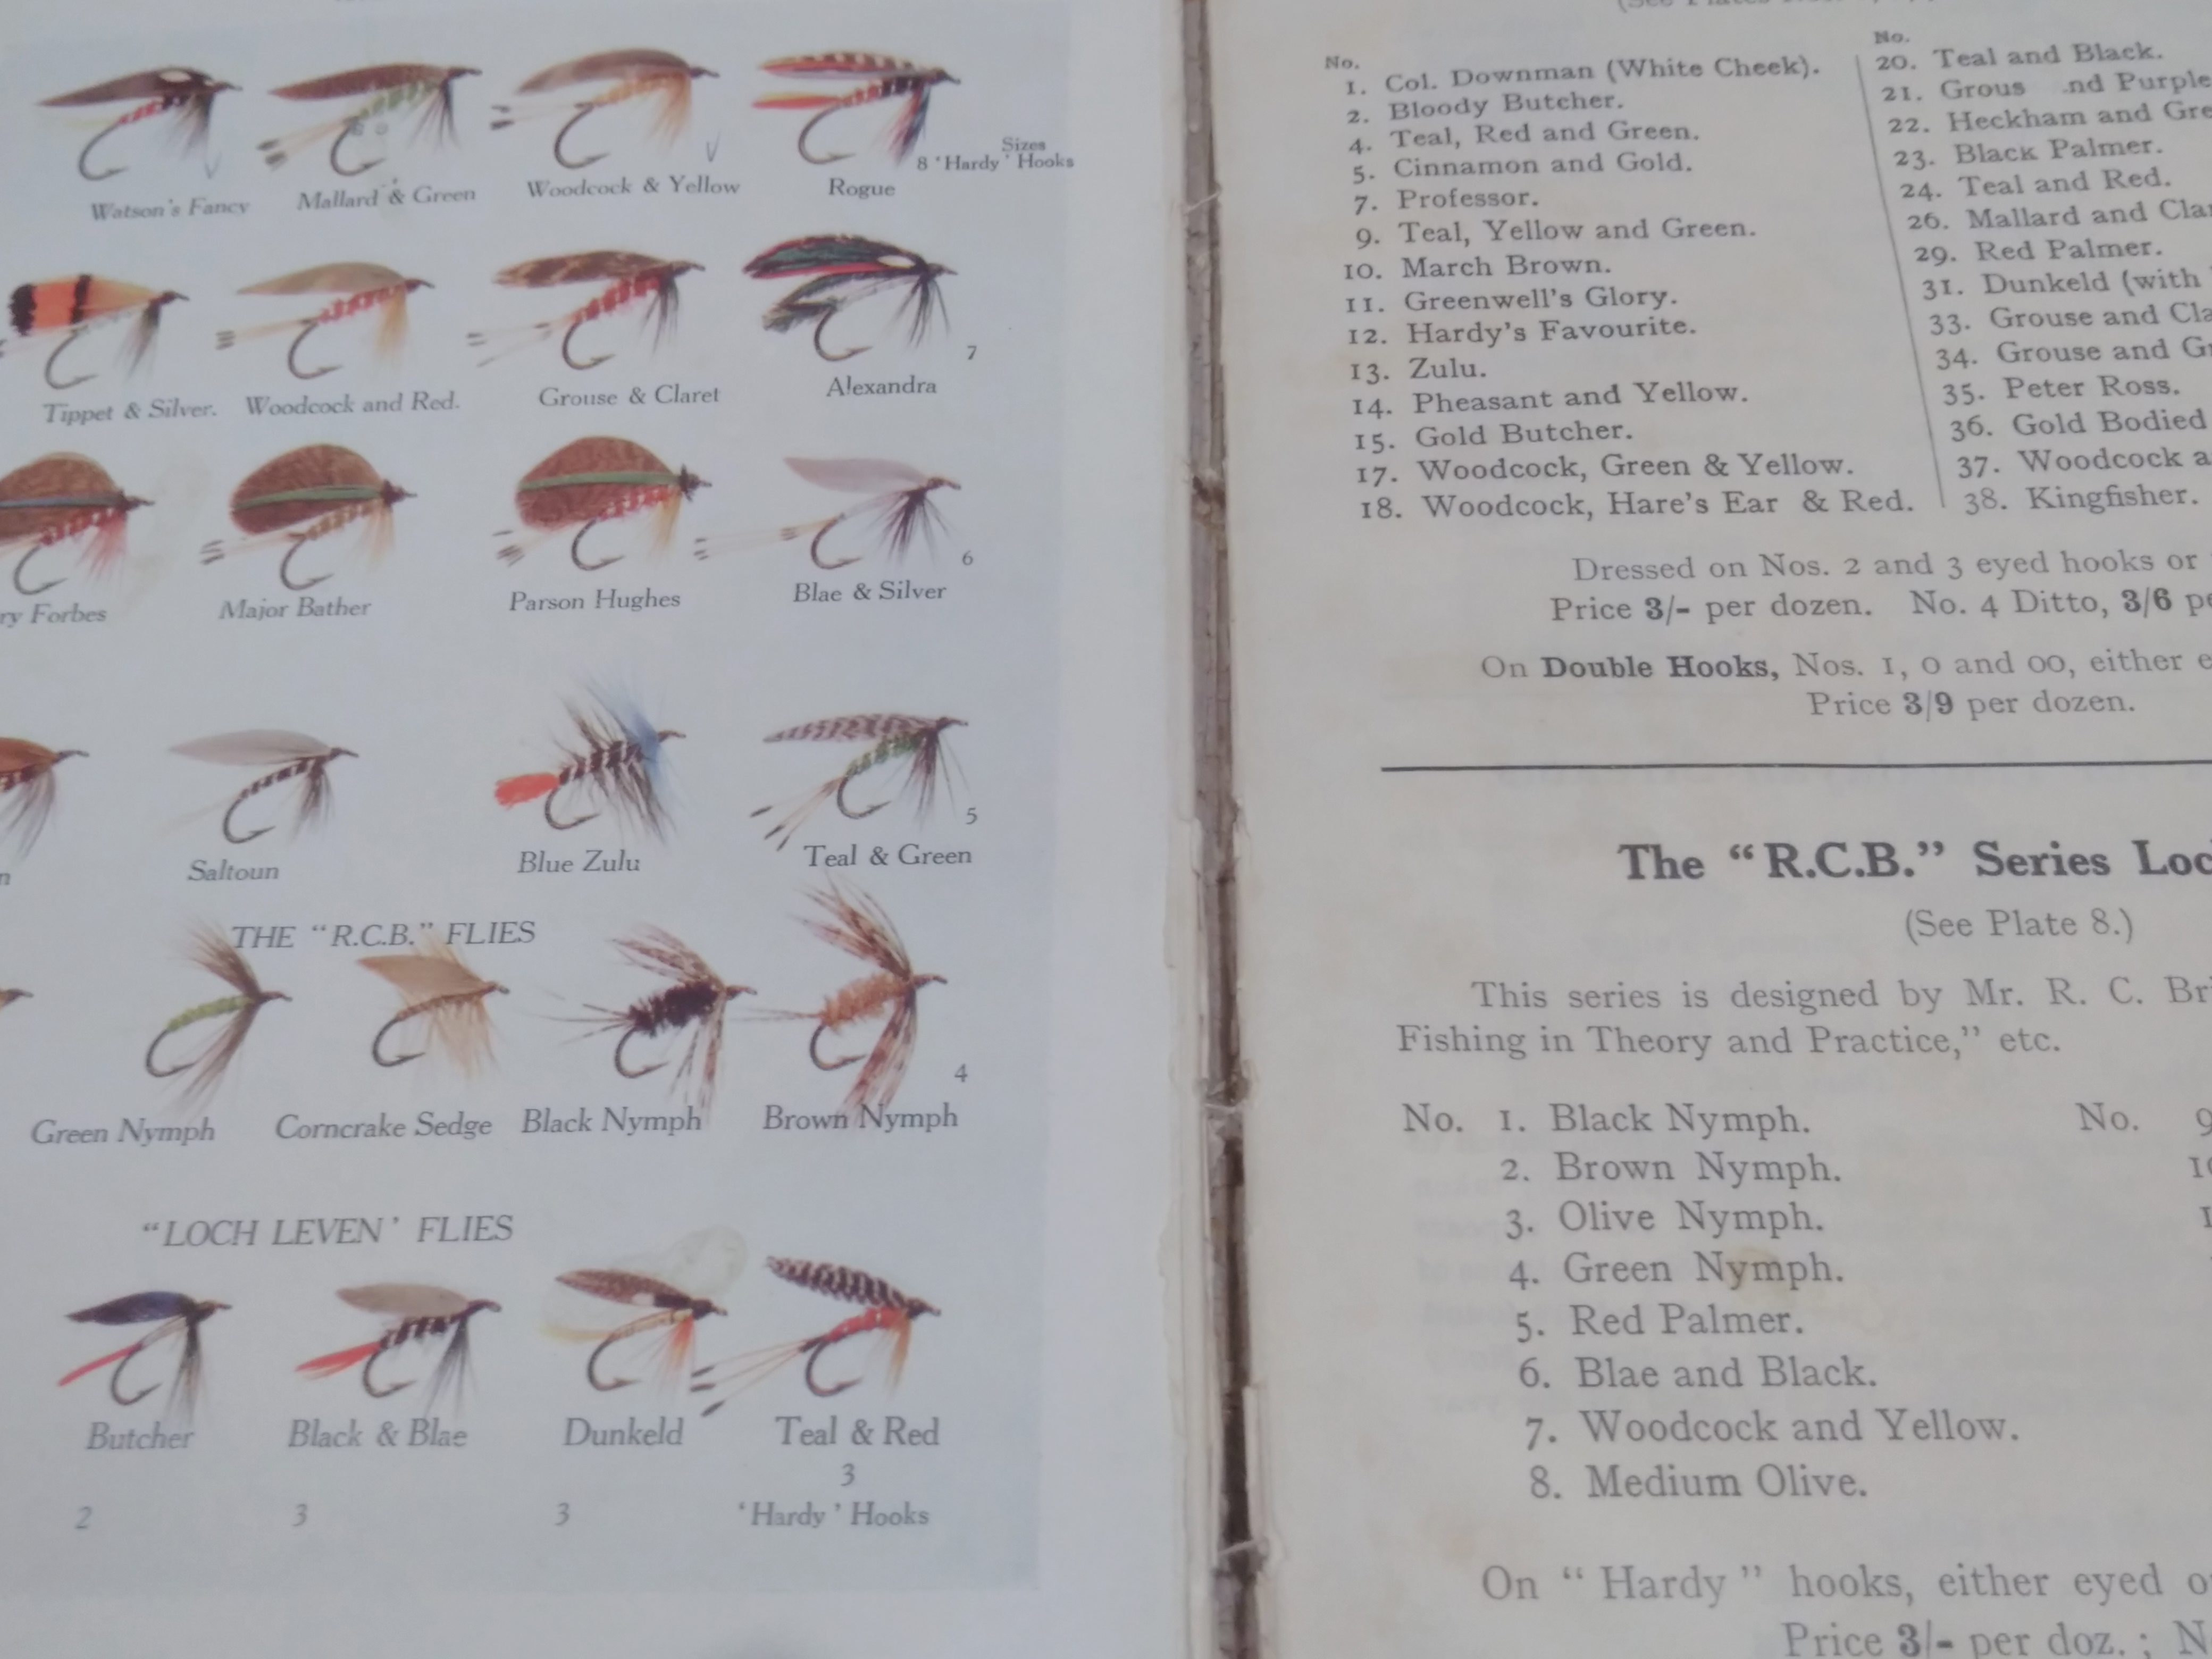 Watson's Fancy Mallard & Green Woodcock & Yellow Rogue
Sizes
8 'Hardy' Hooks
Tippet & Silver. Woodcock and Red. Grouse & Claret Alexandra
7
Forbes Major Bather Parson Hughes Blae & Silver
6
Saltoun Blue Zulu Teal & Green
5
THE "R.C.B." FLIES
Green Nymph Corncrake Sedge Black Nymph Brown Nymph
4
"LOCH LEVEN' FLIES
Butcher Black & Blae Dunkeld Teal & Red
2 3 3 3
'Hardy' Hooks
No.
1. Col. Downman (White Cheek).
2. Bloody Butcher.
4. Teal, Red and Green.
5. Cinnamon and Gold.
7. Professor.
9. Teal, Yellow and Green.
10. March Brown.
11. Greenwell's Glory.
12. Hardy's Favourite.
13. Zulu.
14. Pheasant and Yellow.
15. Gold Butcher.
17. Woodcock, Green & Yellow.
18. Woodcock, Hare's Ear & Red.
No.
20. Teal and Black.
21. Grous nd Purple
22. Heckham and Gre
23. Black Palmer.
24. Teal and Red.
26. Mallard and Cla
29. Red Palmer.
31. Dunkeld (with
33. Grouse and Cla
34. Grouse and G
35. Peter Ross.
36. Gold Bodied
37. Woodcock a
38. Kingfisher.
Dressed on Nos. 2 and 3 eyed hooks or
Price 3/- per dozen. No. 4 Ditto, 3/6 pe
On Double Hooks, Nos. 1, 0 and 00, either e
Price 3/9 per dozen.
The "R.C.B." Series Loc
(See Plate 8.)
This series is designed by Mr. R. C. Br
Fishing in Theory and Practice," etc.
No. 1. Black Nymph. No. 9
2. Brown Nymph.
3. Olive Nymph.
4. Green Nymph.
5. Red Palmer.
6. Blae and Black.
7. Woodcock and Yellow.
8. Medium Olive.
On "Hardy" hooks, either eyed o
Price 3/- per doz.; N